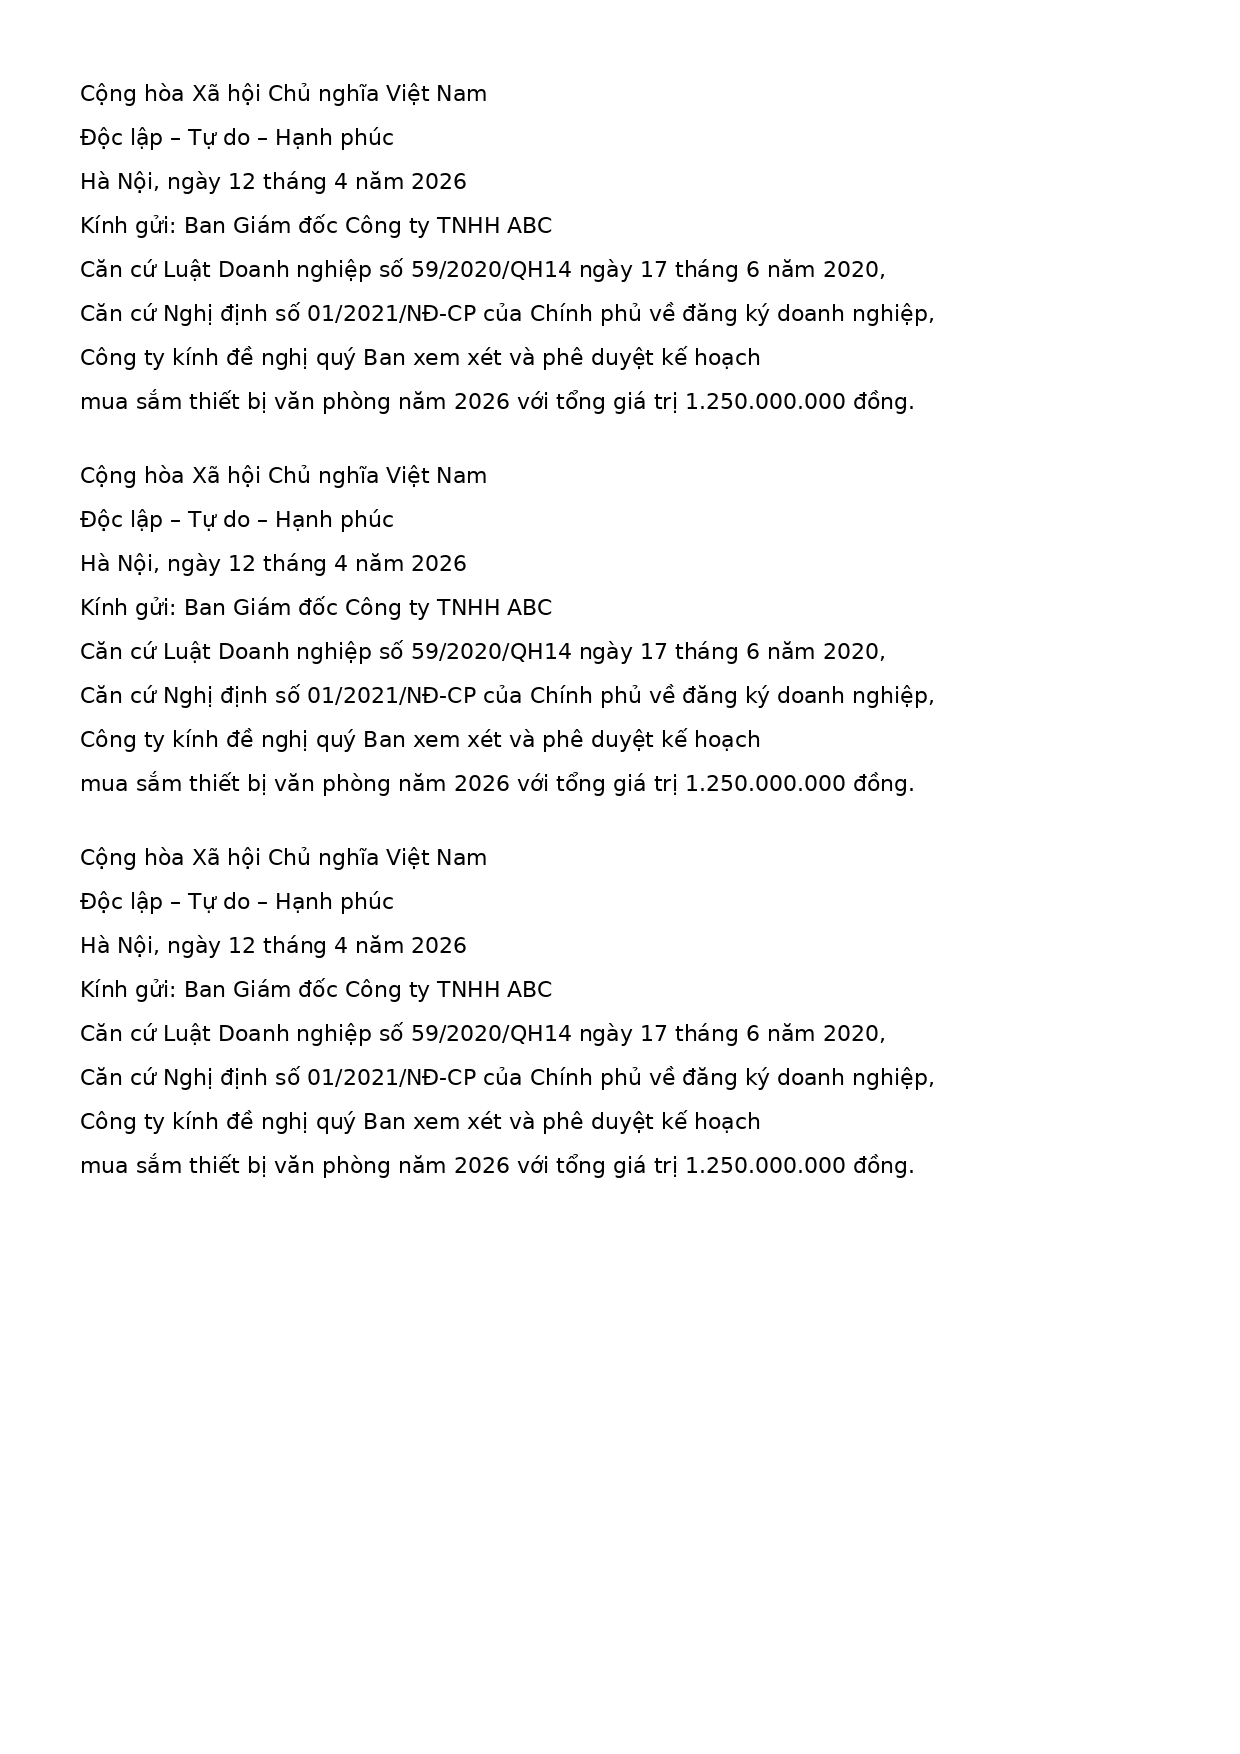 Cộng hòa Xã hội Chủ nghĩa Việt Nam
Độc lập – Tự do – Hạnh phúc
Hà Nội, ngày 12 tháng 4 năm 2026
Kính gửi: Ban Giám đốc Công ty TNHH ABC
Căn cứ Luật Doanh nghiệp số 59/2020/QH14 ngày 17 tháng 6 năm 2020,
Căn cứ Nghị định số 01/2021/NĐ-CP của Chính phủ về đăng ký doanh nghiệp,
Công ty kính đề nghị quý Ban xem xét và phê duyệt kế hoạch
mua sắm thiết bị văn phòng năm 2026 với tổng giá trị 1.250.000.000 đồng.
Cộng hòa Xã hội Chủ nghĩa Việt Nam
Độc lập – Tự do – Hạnh phúc
Hà Nội, ngày 12 tháng 4 năm 2026
Kính gửi: Ban Giám đốc Công ty TNHH ABC
Căn cứ Luật Doanh nghiệp số 59/2020/QH14 ngày 17 tháng 6 năm 2020,
Căn cứ Nghị định số 01/2021/NĐ-CP của Chính phủ về đăng ký doanh nghiệp,
Công ty kính đề nghị quý Ban xem xét và phê duyệt kế hoạch
mua sắm thiết bị văn phòng năm 2026 với tổng giá trị 1.250.000.000 đồng.
Cộng hòa Xã hội Chủ nghĩa Việt Nam
Độc lập – Tự do – Hạnh phúc
Hà Nội, ngày 12 tháng 4 năm 2026
Kính gửi: Ban Giám đốc Công ty TNHH ABC
Căn cứ Luật Doanh nghiệp số 59/2020/QH14 ngày 17 tháng 6 năm 2020,
Căn cứ Nghị định số 01/2021/NĐ-CP của Chính phủ về đăng ký doanh nghiệp,
Công ty kính đề nghị quý Ban xem xét và phê duyệt kế hoạch
mua sắm thiết bị văn phòng năm 2026 với tổng giá trị 1.250.000.000 đồng.